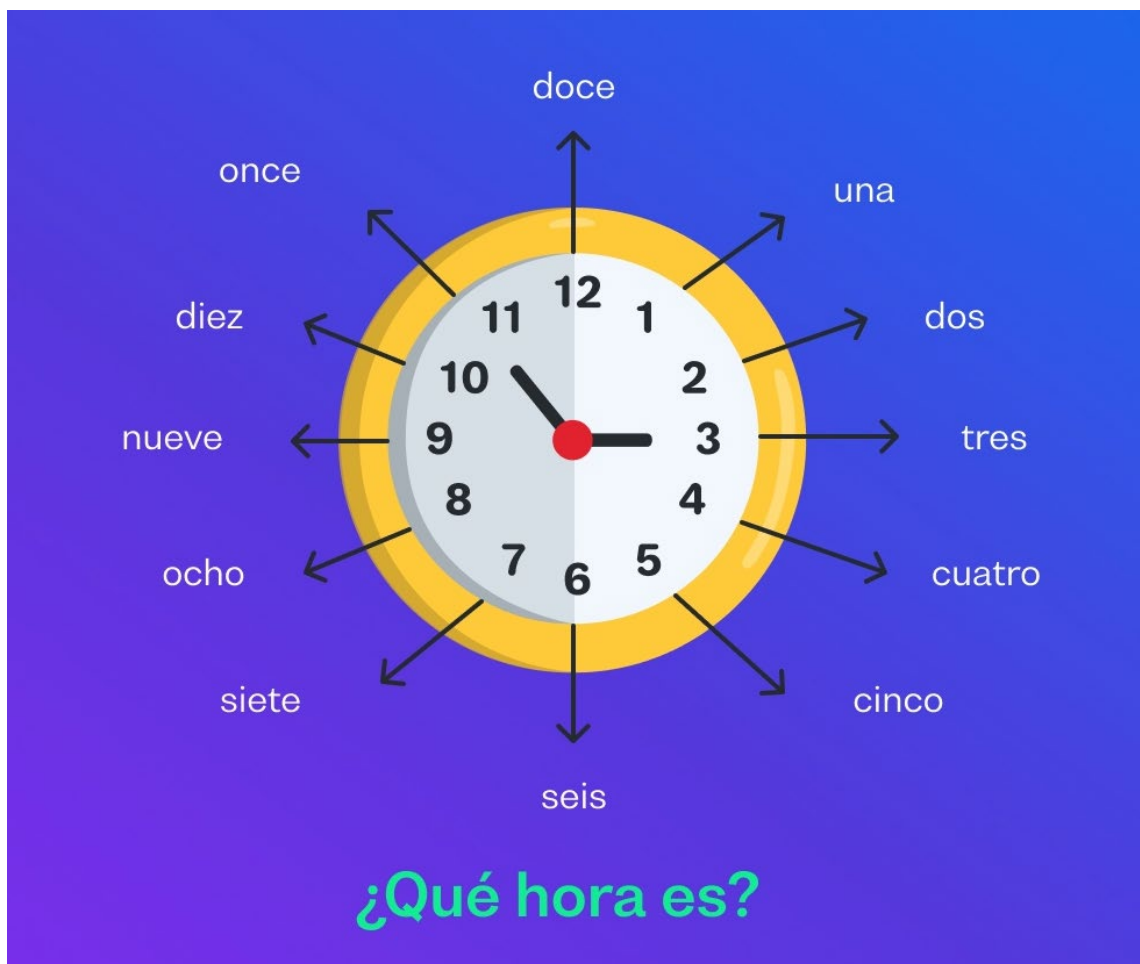 doce
once
una
diez
dos
nueve
tres
ocho
cuatro
siete
cinco
seis
12
11
1
10
2
9
3
8
4
7
5
6
¿Qué hora es?